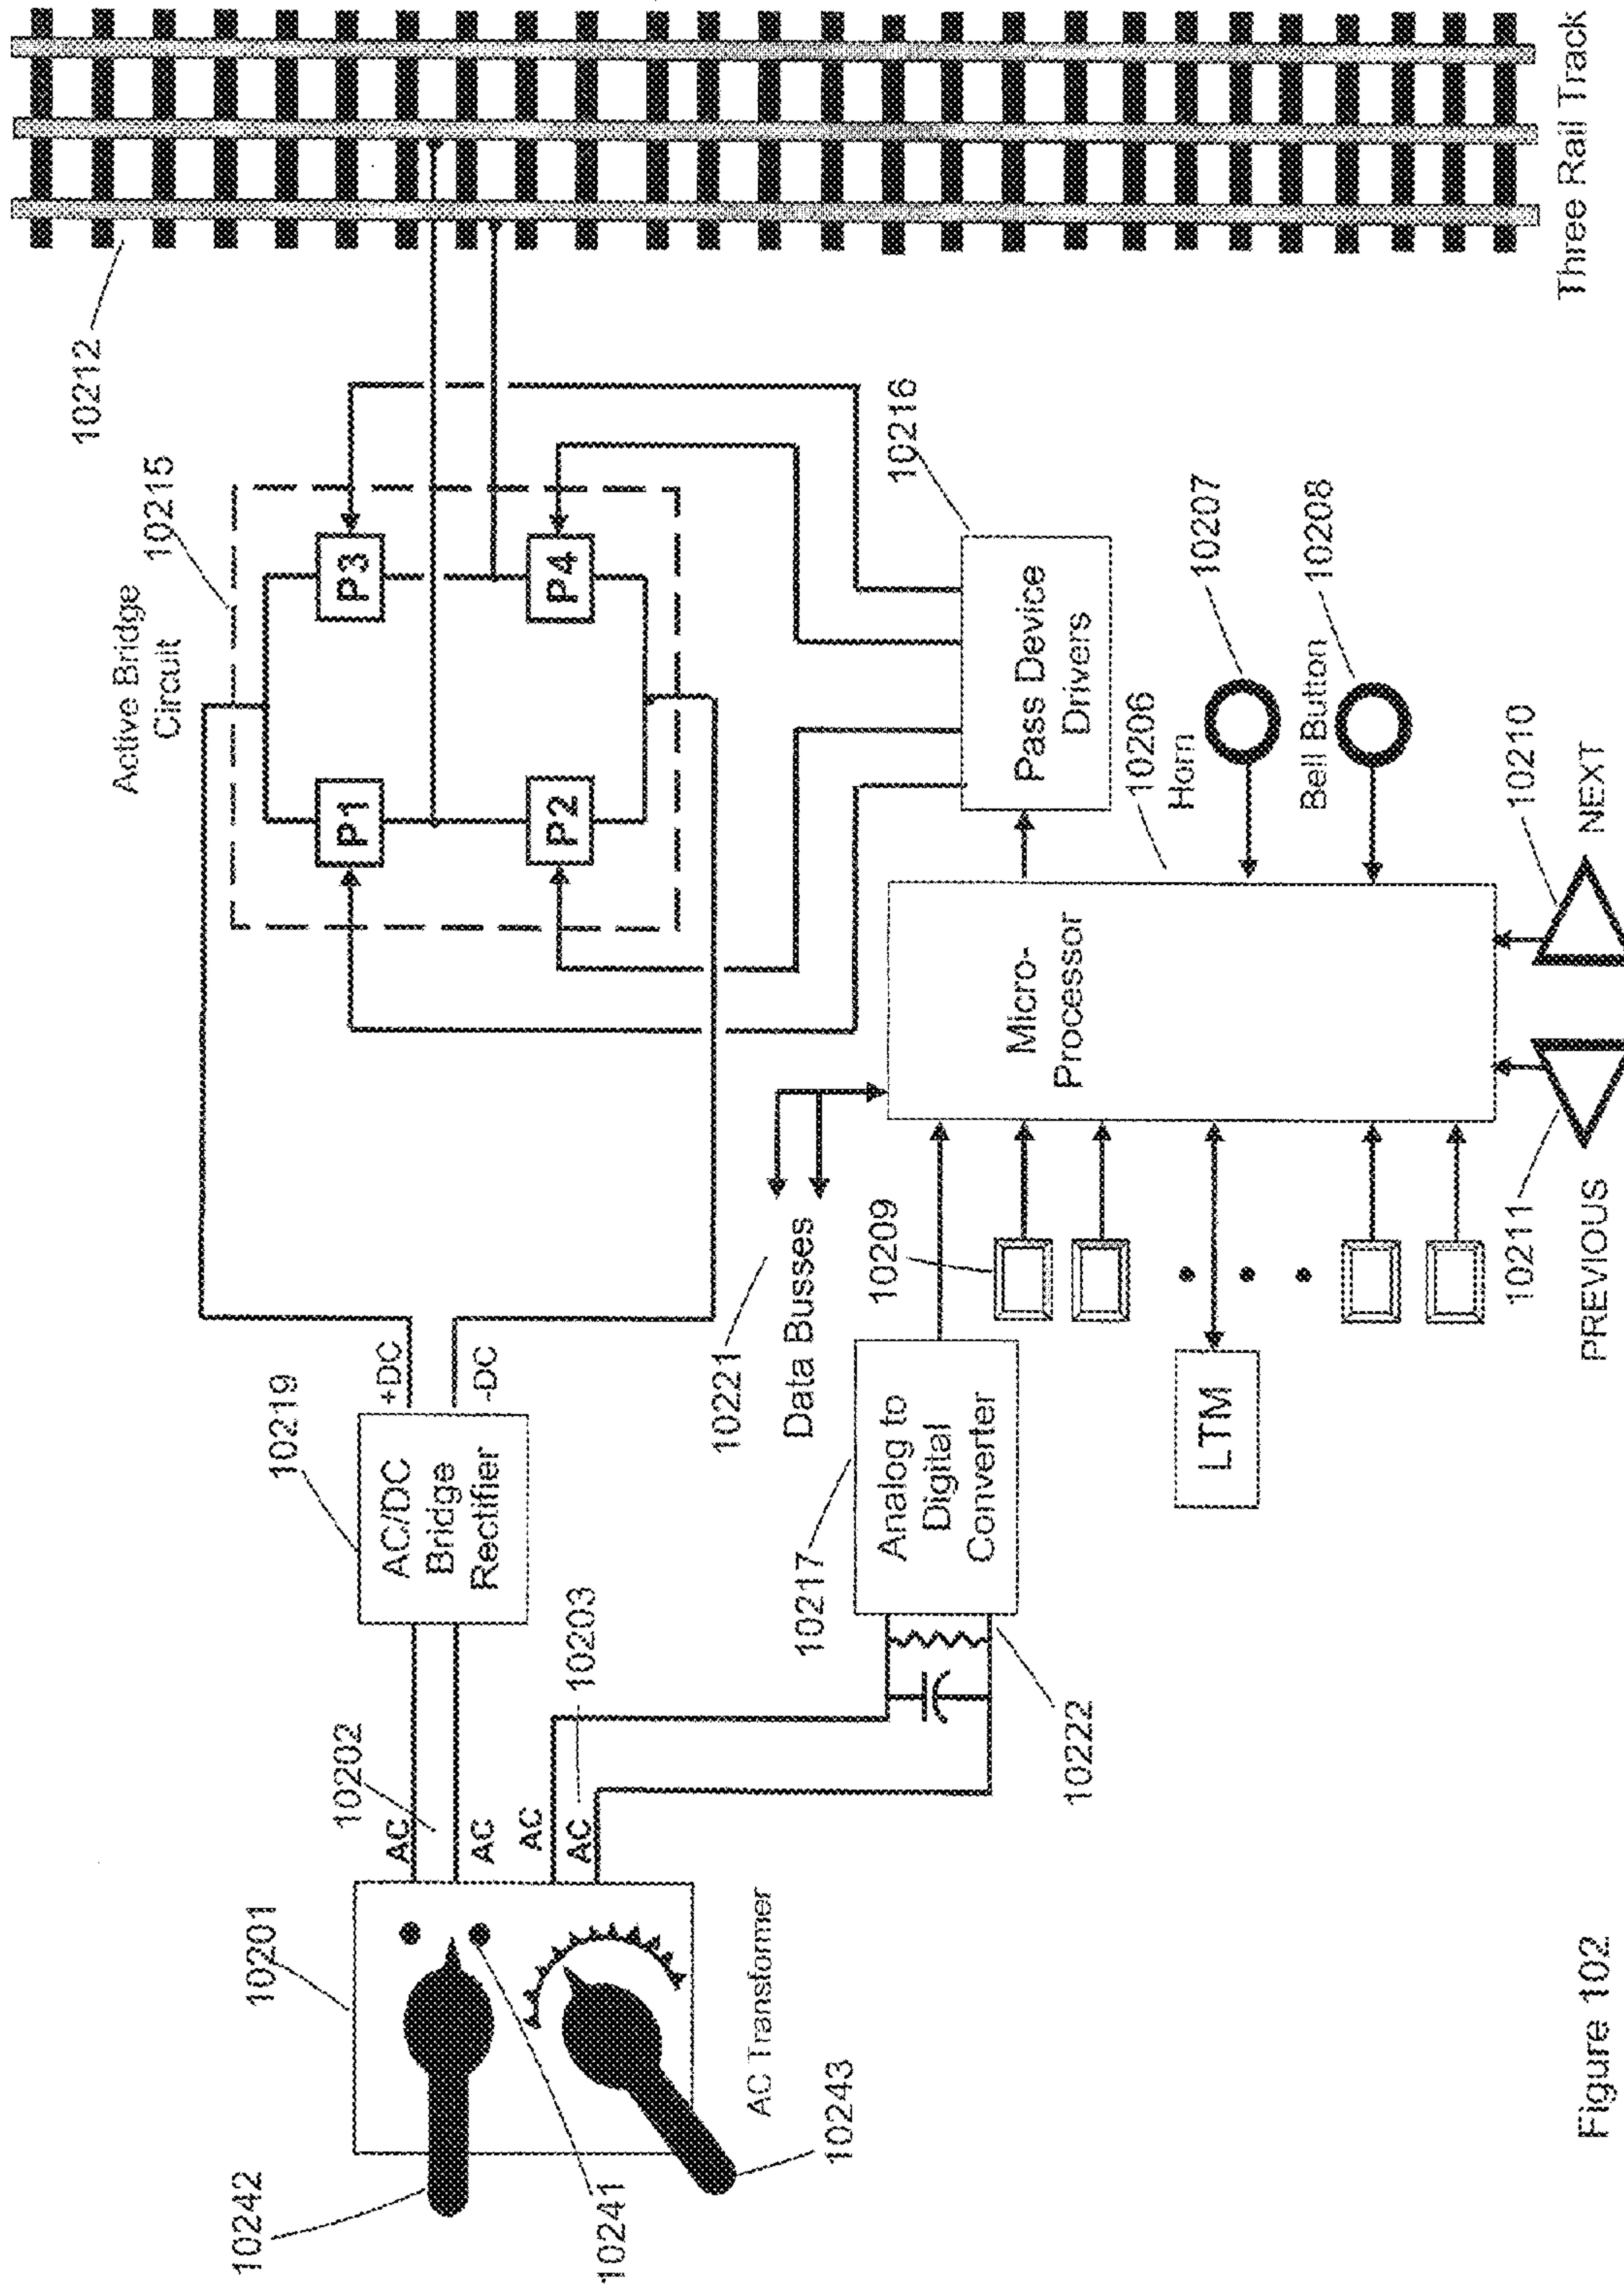 10242
10201
10241
10243
AC Transformer
AC
AC
AC
AC
10202
10203
10219
AC/DC
Bridge
Rectifier
+DC
-DC
Active Bridge
Circuit
10215
P1
P3
P2
P4
10212
Three Rail Track
10217
Analog to
Digital
Converter
10222
10221
Data Busses
10209
LTM
Micro-
Processor
10206
Pass Device
Drivers
10216
Horn
10207
Bell Button
10208
PREVIOUS
10211
NEXT
10210
Figure 102